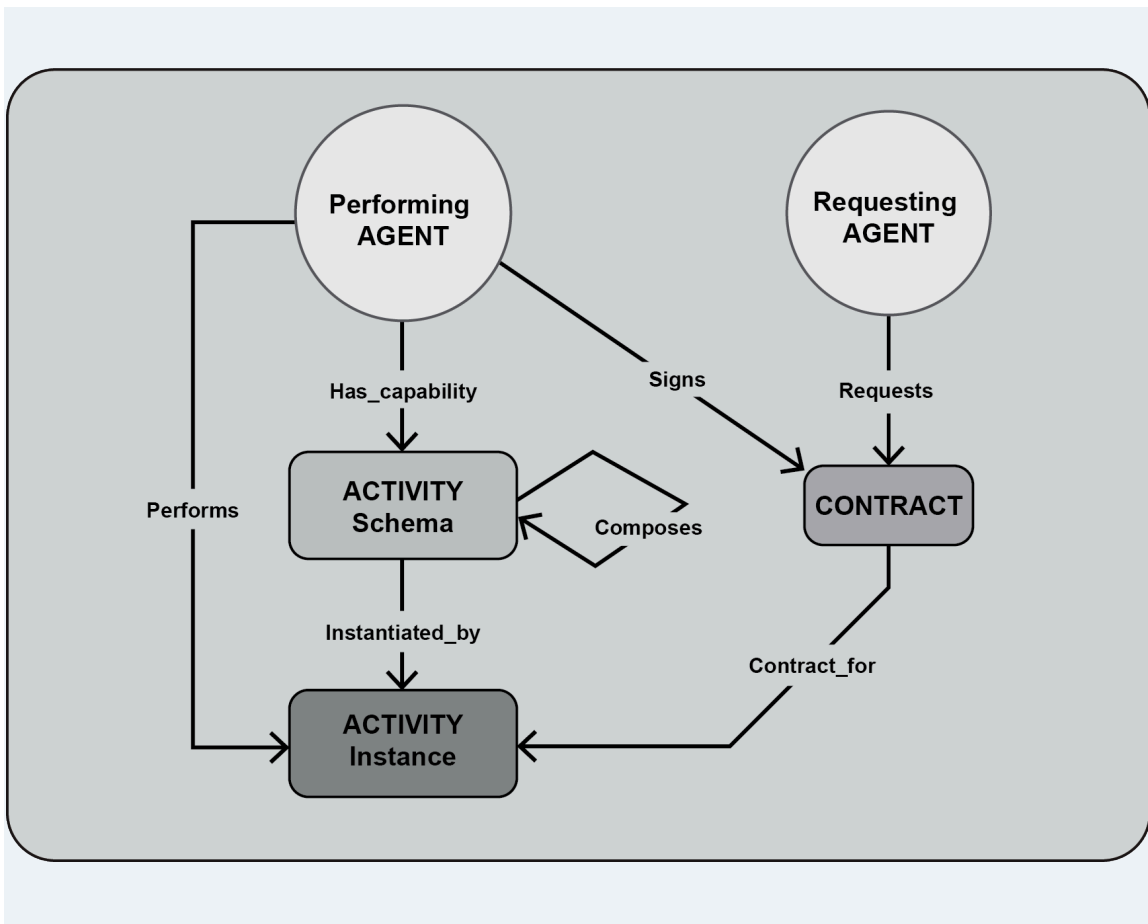 Performing
AGENT
Requesting
AGENT
Signs
Has_capability
Requests
ACTIVITY
Schema
Composes
CONTRACT
Performs
Instantiated_by
Contract_for
ACTIVITY
Instance